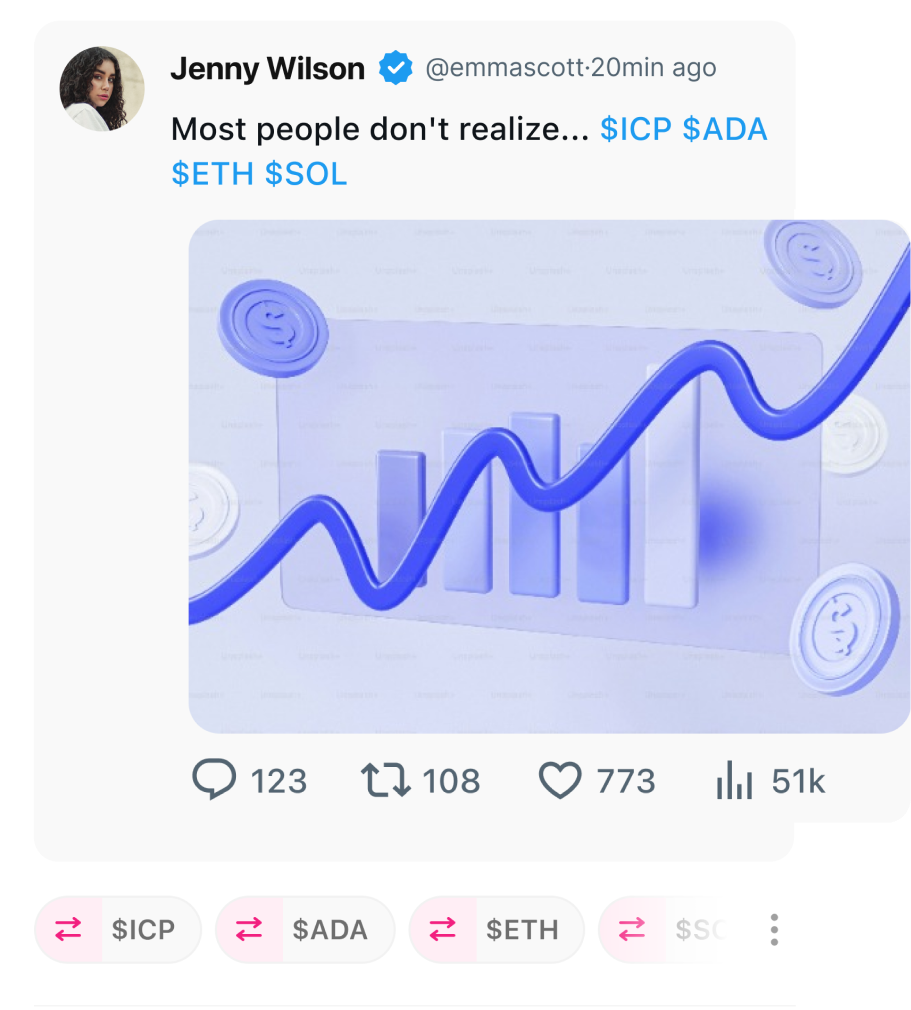 Jenny Wilson @emmascott·20min ago
Most people don't realize... $ICP $ADA
$ETH $SOL
123 108 773 51k
$ICP $ADA $ETH